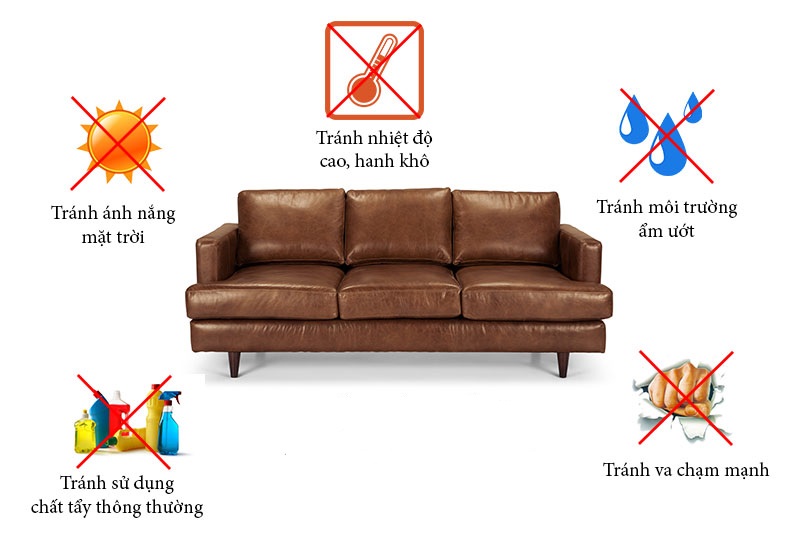 Tránh nhiệt độ
cao, hanh khô
Tránh ánh nắng
mặt trời
Tránh môi trường
ẩm ướt
Tránh sử dụng
chất tẩy thông thường
Tránh va chạm mạnh